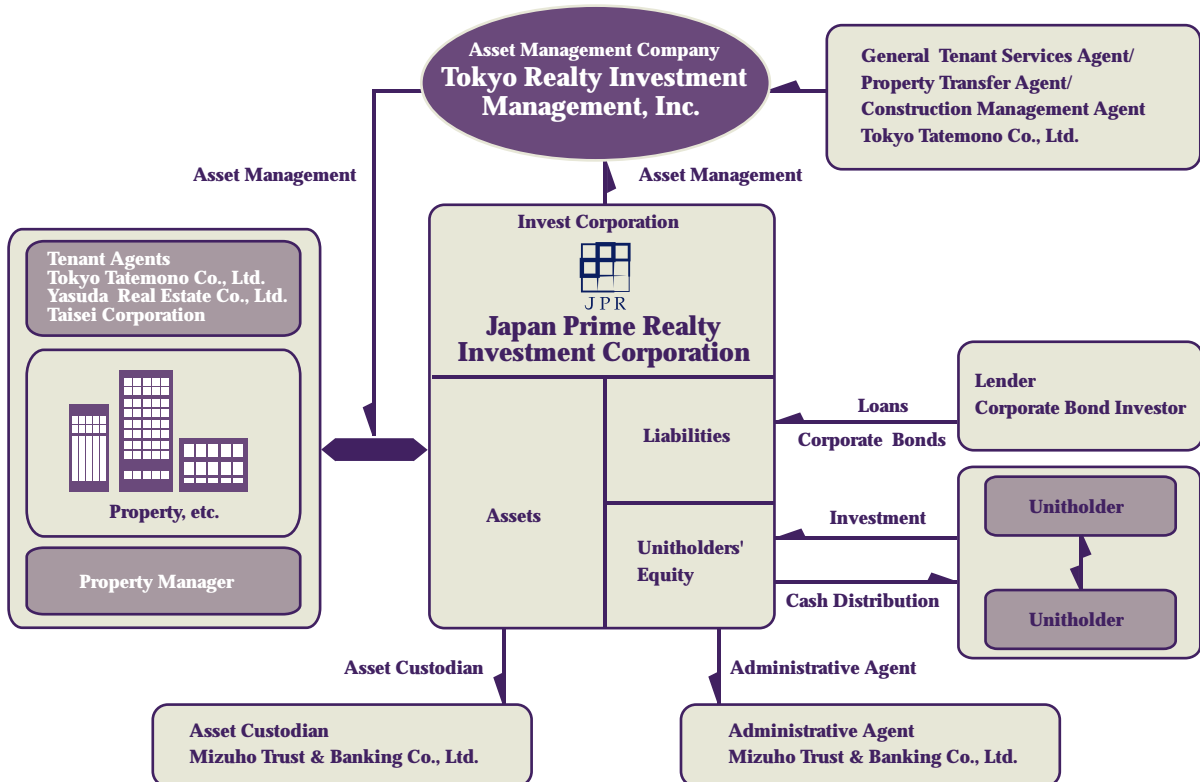 Asset Management Company
Tokyo Realty Investment
Management, Inc.
General Tenant Services Agent/
Property Transfer Agent/
Construction Management Agent
Tokyo Tatemono Co., Ltd.
Asset Management
Asset Management
Invest Corporation
JPR
Japan Prime Realty
Investment Corporation
Tenant Agents
Tokyo Tatemono Co., Ltd.
Yasuda Real Estate Co., Ltd.
Taisei Corporation
Property, etc.
Property Manager
Assets
Liabilities
Unitholders'
Equity
Loans
Corporate Bonds
Lender
Corporate Bond Investor
Investment
Cash Distribution
Unitholder
Unitholder
Asset Custodian
Administrative Agent
Asset Custodian
Mizuho Trust & Banking Co., Ltd.
Administrative Agent
Mizuho Trust & Banking Co., Ltd.